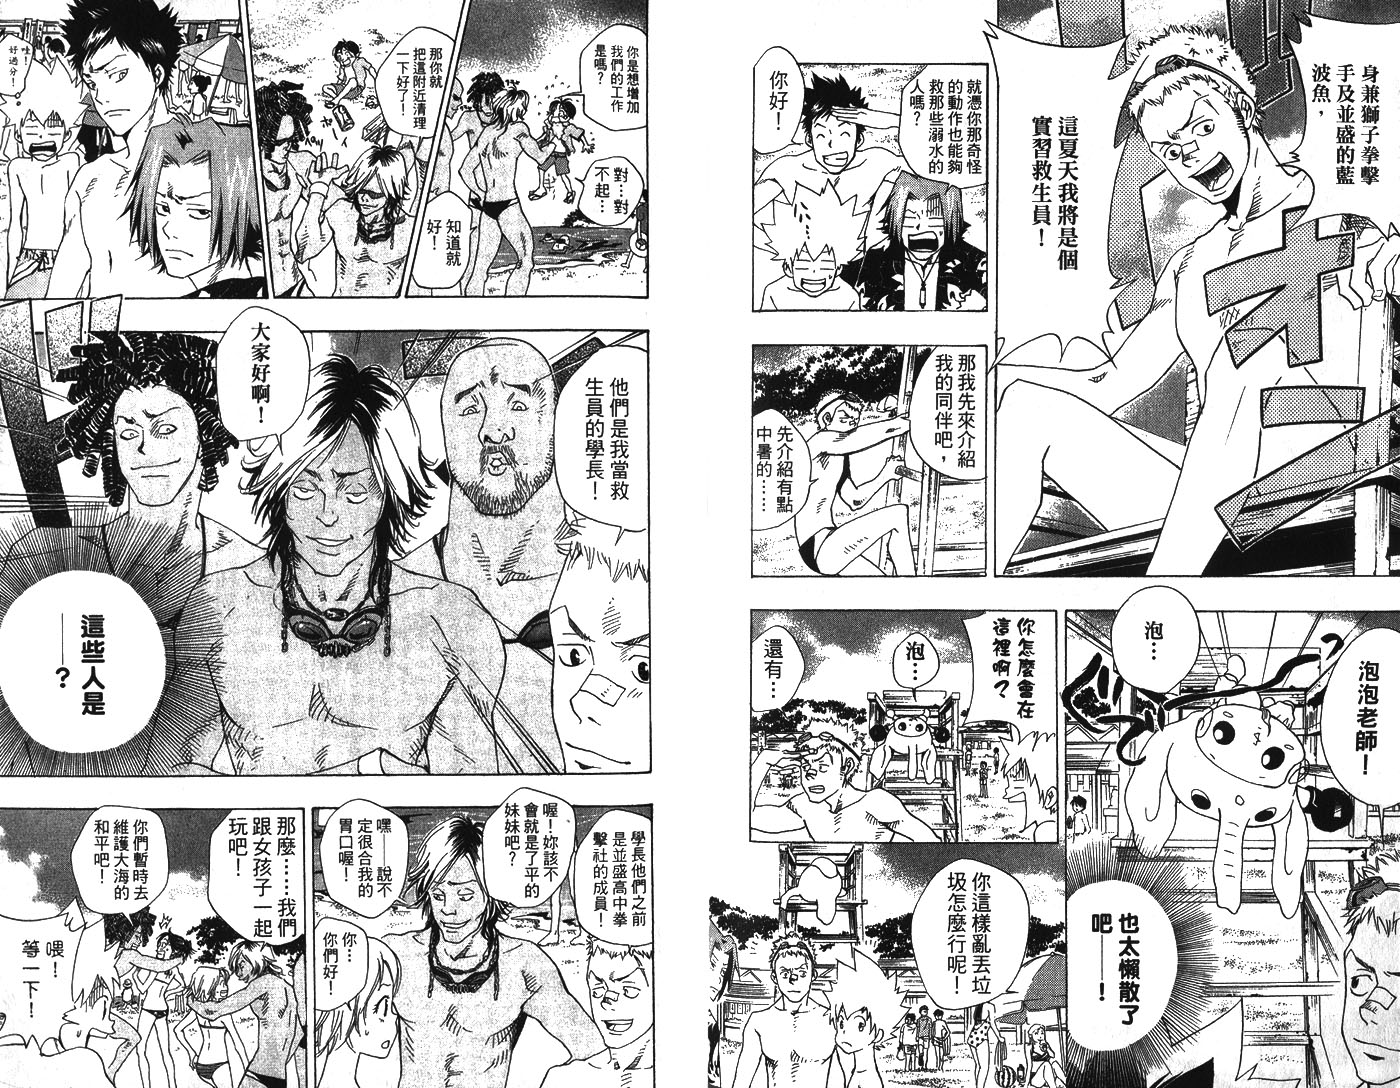 身兼獅子拳擊
手及並盛的藍
波魚，
這夏天我將是個
實習救生員！
オーシ
就憑你那奇怪
的動作也能夠
救那些溺水的
人嗎？
你好！
那我先來介紹
我的同伴吧，
先介紹有點
中暑的……
泡泡老師！
泡…
也太懶散了
吧——！
你怎麼會在
這裡啊？
泡…
還有…
你這樣亂丟垃
圾怎麼行呢！
你是想增加
我們的工作
是嗎？
對…對
不起…
那你就
把這附近清理
一下好了！
知道就
好！
哇！
好過分！
他們是我當救
生員的學長！
大家好啊！
這些人是
——？
學長他們之前
是並盛高中拳
擊社的成員！
喔！妳該不
會就是了平的
妹妹吧？
嘿——說不
定很合我的
胃口喔！
你…
你們好！
那麼……我們
跟女孩子一起
玩吧！
你們暫時去
維護大海的
和平吧！
喂！
等一下！